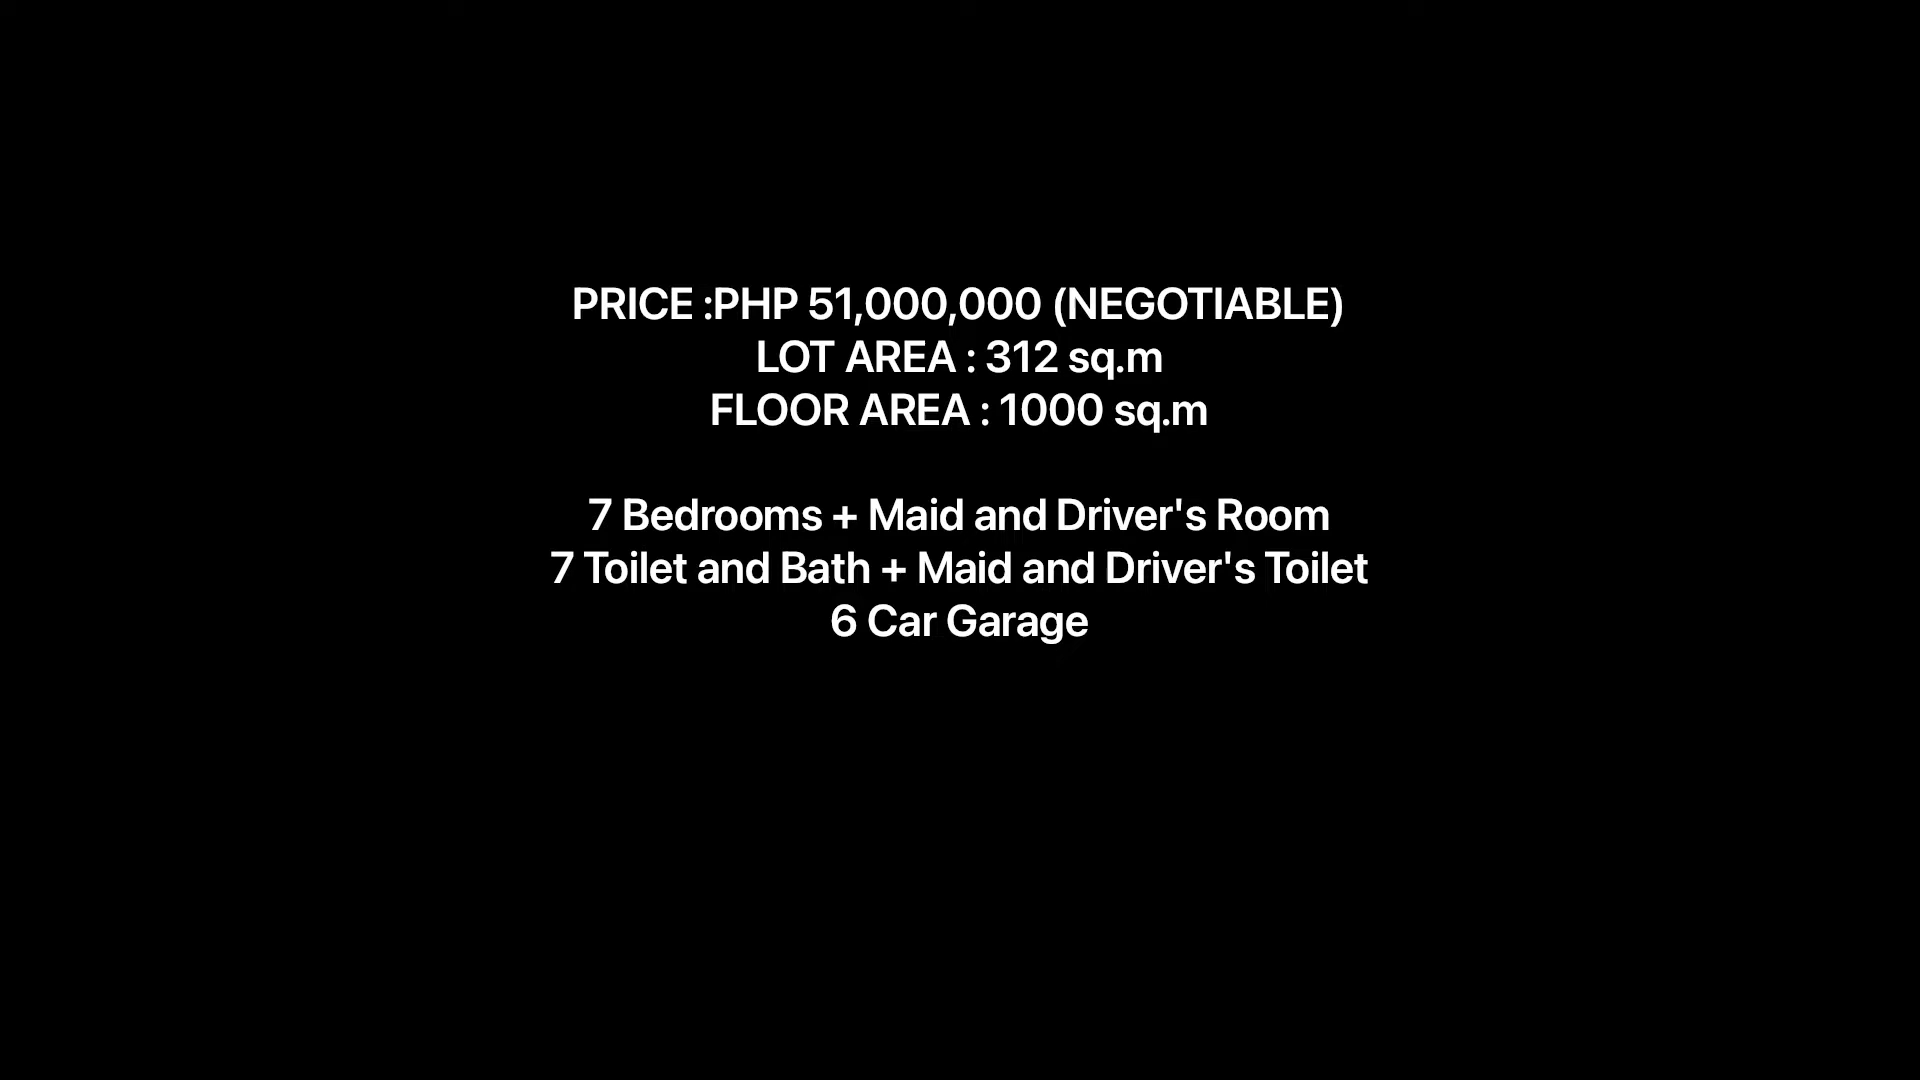 PRICE :PHP 51,000,000 (NEGOTIABLE)
LOT AREA : 312 sq.m
FLOOR AREA : 1000 sq.m
7 Bedrooms + Maid and Driver's Room
7 Toilet and Bath + Maid and Driver's Toilet
6 Car Garage